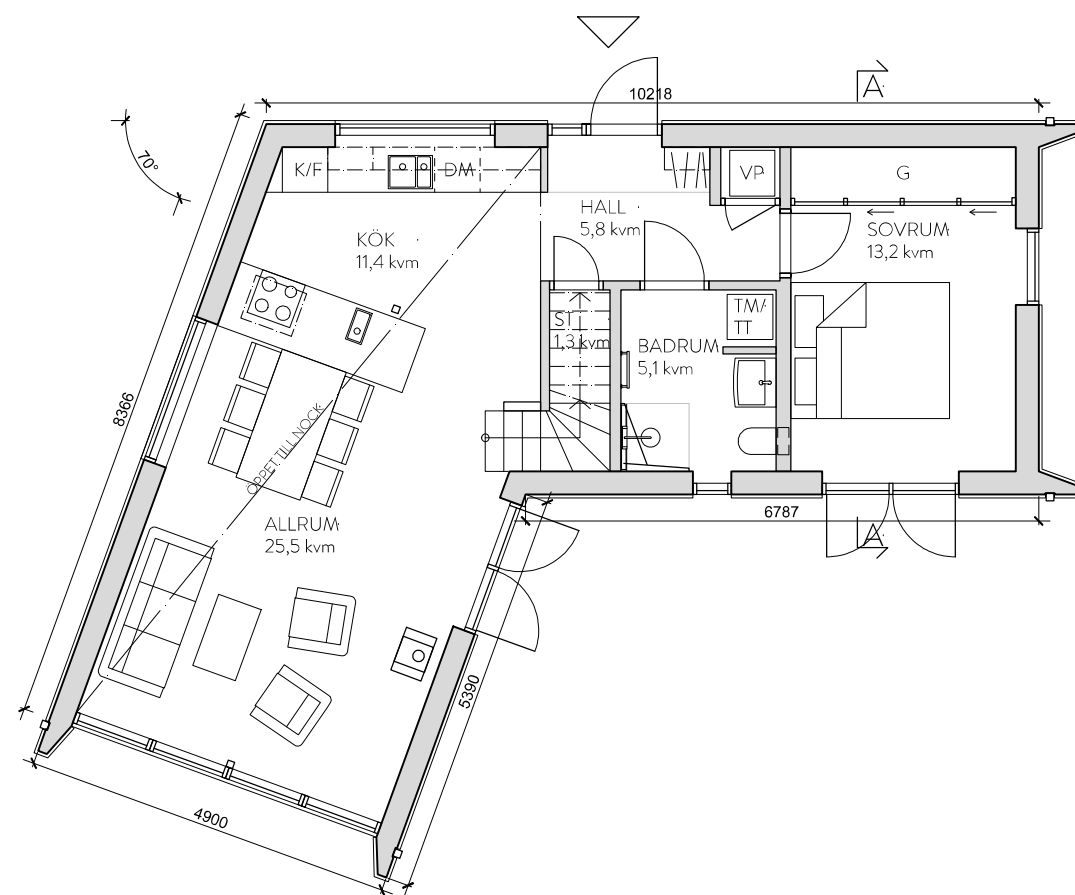 10218
A
70°
K/F
DM
VP
G
HALL
5,8 kvm
SOVRUM
13,2 kvm
KÖK
11,4 kvm
ST
1,3 kvm
TM/
TT
BADRUM
5,1 kvm
8366
ÖPPET TILL NOCK
ALLRUM
25,5 kvm
6787
A
5390
4900